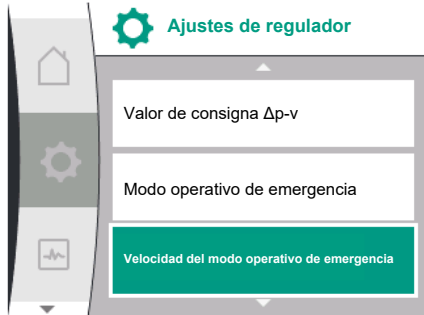 Ajustes de regulador
Valor de consigna Δp-v
Modo operativo de emergencia
Velocidad del modo operativo de emergencia